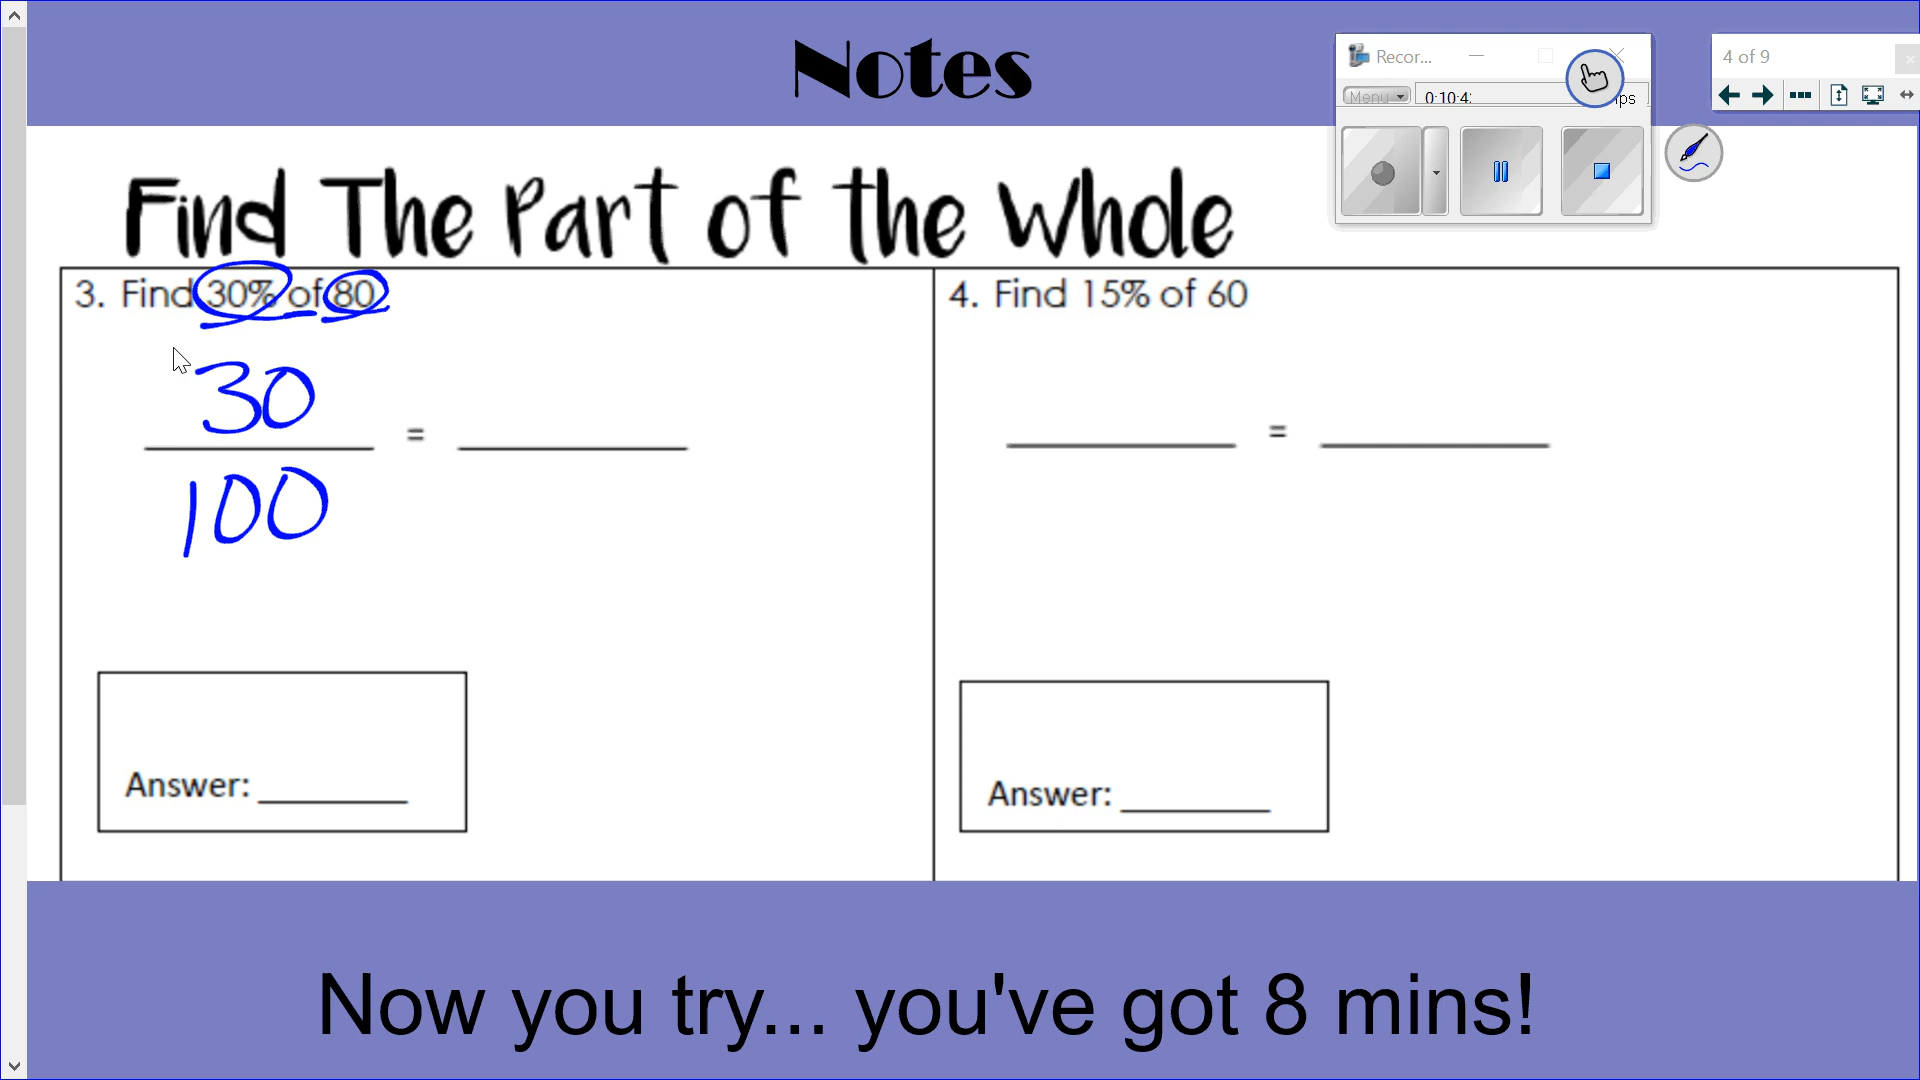 Notes
Recor...
4 of 9
Menu
0:10:4
Find The Part of the Whole
3. Find 30% of 80
30
=
100
Answer:
4. Find 15% of 60
=
Answer:
Now you try... you've got 8 mins!